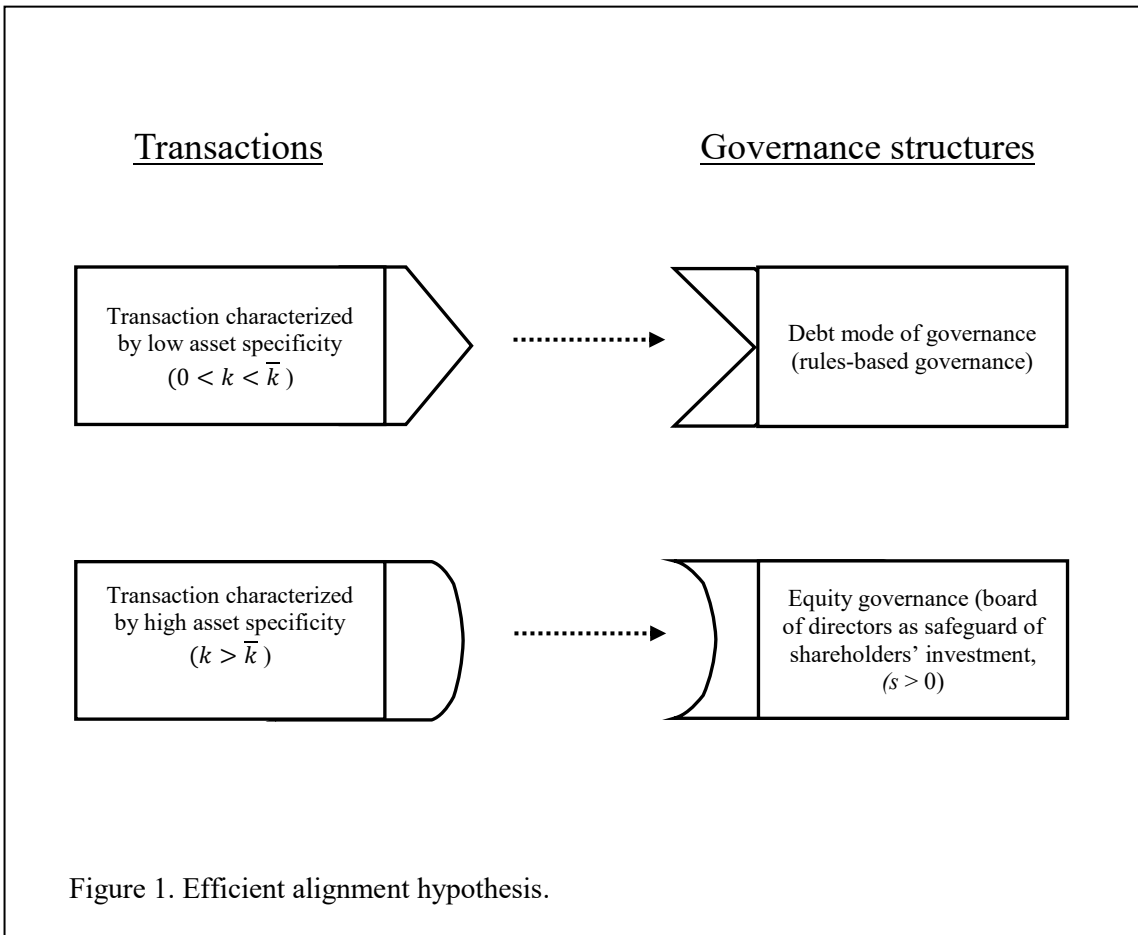 Transactions
Governance structures
Transaction characterized
by low asset specificity
(0 < k < k̅ )
Debt mode of governance
(rules-based governance)
Transaction characterized
by high asset specificity
(k > k̅ )
Equity governance (board
of directors as safeguard of
shareholders’ investment,
(s > 0)
Figure 1. Efficient alignment hypothesis.